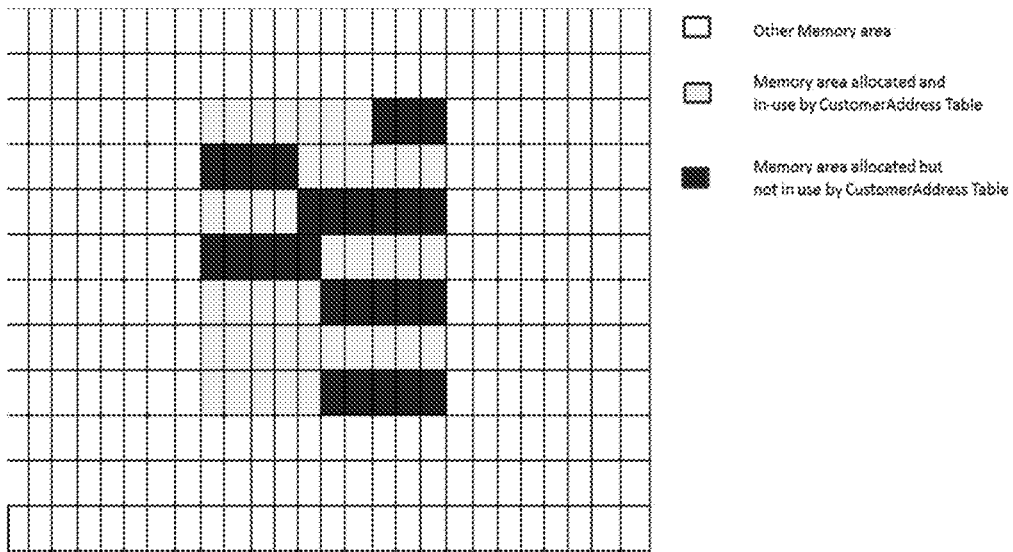 Other Memory area
Memory area allocated and
in-use by CustomerAddress Table
Memory area allocated but
not in use by CustomerAddress Table